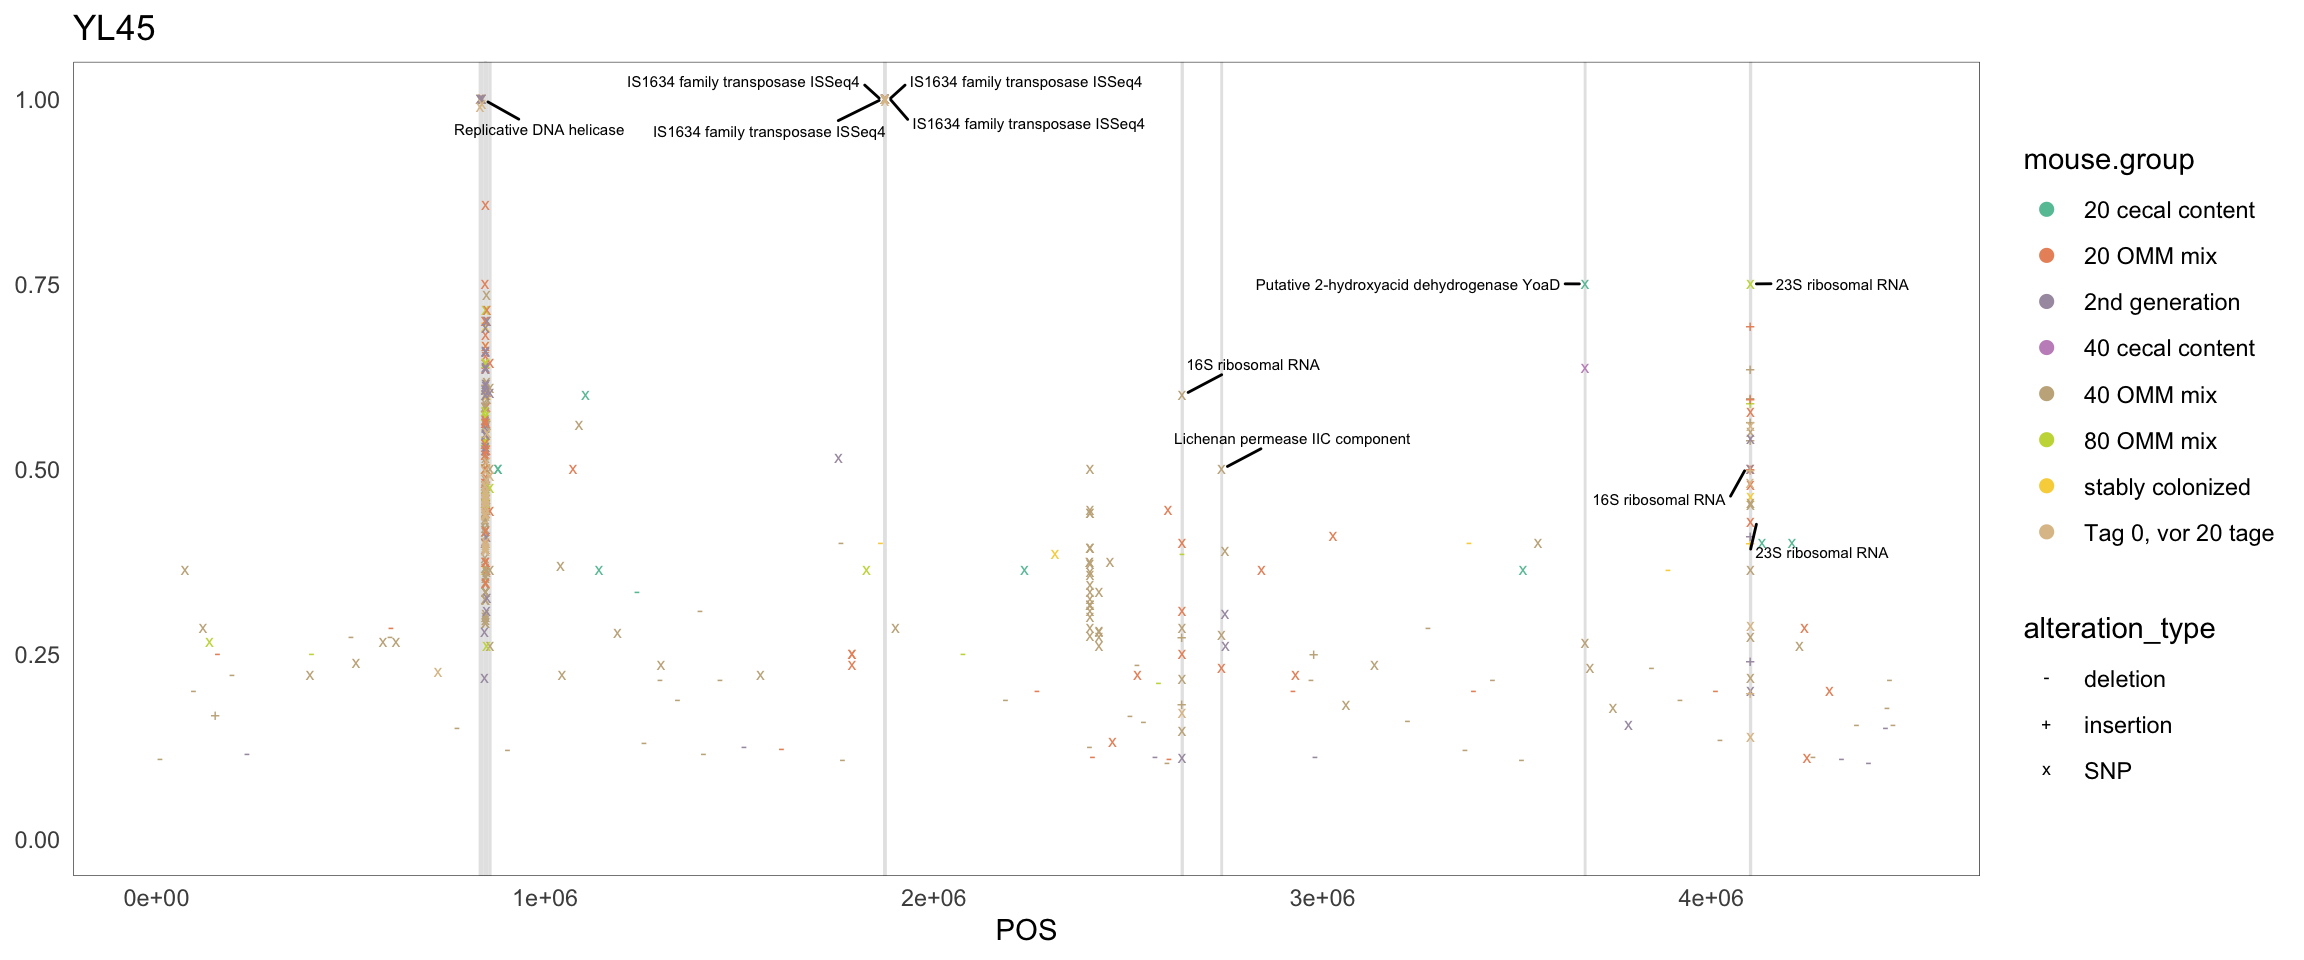 YL45
IS1634 family transposase ISSeq4
IS1634 family transposase ISSeq4
IS1634 family transposase ISSeq4
IS1634 family transposase ISSeq4
Replicative DNA helicase
Putative 2-hydroxyacid dehydrogenase YoaD
23S ribosomal RNA
16S ribosomal RNA
Lichenan permease IIC component
16S ribosomal RNA
23S ribosomal RNA
1.00
0.75
0.50
0.25
0.00
0e+00
1e+06
2e+06
3e+06
4e+06
POS
mouse.group
20 cecal content
20 OMM mix
2nd generation
40 cecal content
40 OMM mix
80 OMM mix
stably colonized
Tag 0, vor 20 tage
alteration_type
- deletion
+ insertion
x SNP